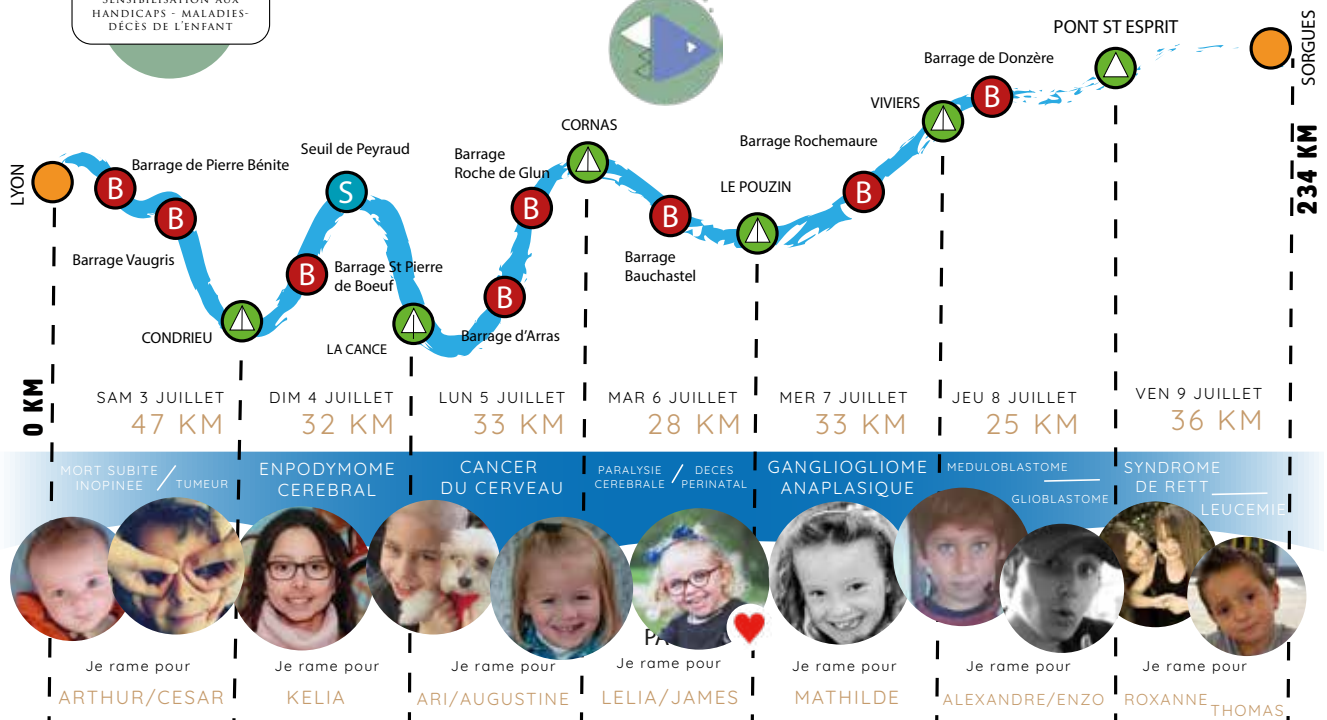 SENSIBILISATION AUX
HANDICAPS - MALADIES-
DÉCÈS DE L'ENFANT
PONT ST ESPRIT
SORGUES
Barrage de Donzère
B
VIVIERS
CORNAS
Barrage Rochemaure
234 KM
Seuil de Peyraud
Barrage
Roche de Glun
LYON
Barrage de Pierre Bénite
B
S
B
B
LE POUZIN
B
B
Barrage Vaugris
Barrage
Bauchastel
Barrage St Pierre
de Boeuf
B
B
CONDRIEU
LA CANCE
Barrage d'Arras
0 KM
SAM 3 JUILLET
47 KM
DIM 4 JUILLET
32 KM
LUN 5 JUILLET
33 KM
MAR 6 JUILLET
28 KM
MER 7 JUILLET
33 KM
JEU 8 JUILLET
25 KM
VEN 9 JUILLET
36 KM
MORT SUBITE
INOPINEE / TUMEUR
ENPODYMOME
CEREBRAL
CANCER
DU CERVEAU
PARALYSIE
CEREBRALE / DECES
PERINATAL
GANGLIOGLIOME
ANAPLASIQUE
MEDULOBLASTOME
GLIOBLASTOME
SYNDROME
DE RETT
LEUCEMIE
PA
Je rame pour
ARTHUR/CESAR
Je rame pour
KELIA
Je rame pour
ARI/AUGUSTINE
Je rame pour
LELIA/JAMES
Je rame pour
MATHILDE
Je rame pour
ALEXANDRE/ENZO
Je rame pour
ROXANNE
THOMAS